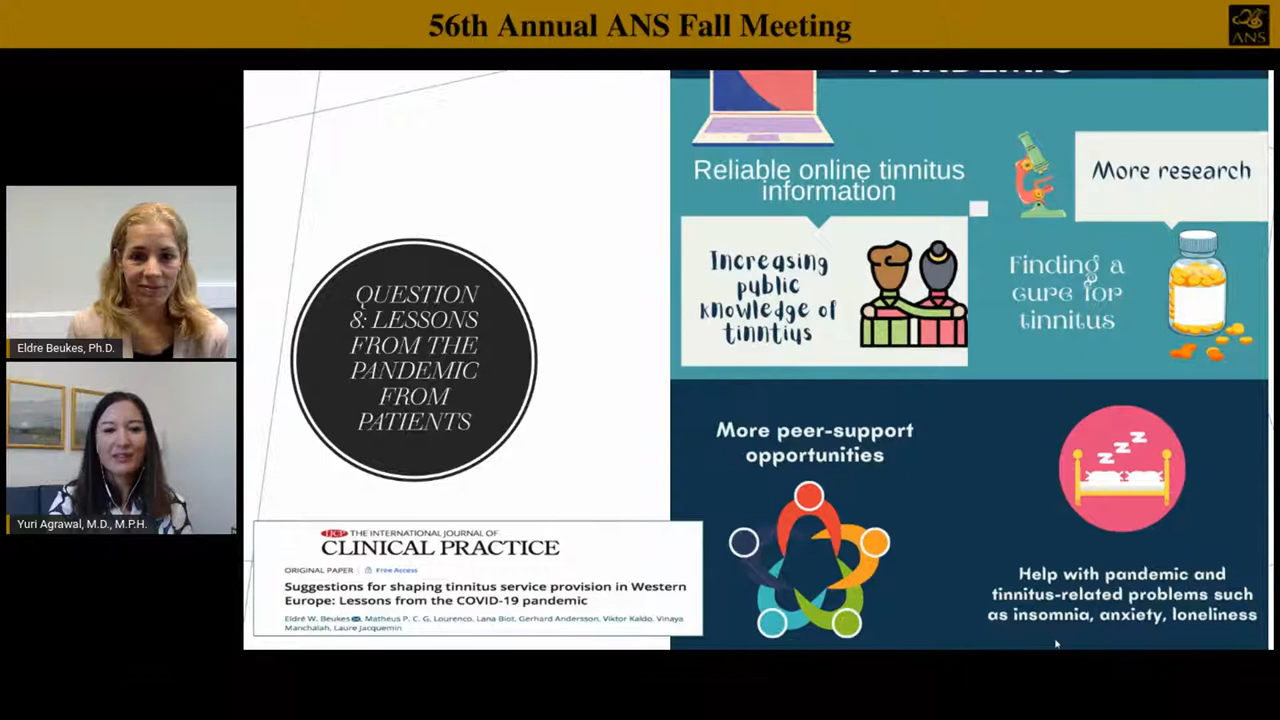 56th Annual ANS Fall Meeting
ANS
Eldre Beukes, Ph.D.
Yuri Agrawal, M.D., M.P.H.
QUESTION
8: LESSONS
FROM THE
PANDEMIC
FROM
PATIENTS
IJCP THE INTERNATIONAL JOURNAL OF
CLINICAL PRACTICE
ORIGINAL PAPER
Free Access
Suggestions for shaping tinnitus service provision in Western
Europe: Lessons from the COVID-19 pandemic
Eldré W. Beukes, Matheus P. C. G. Lourenco, Lana Biot, Gerhard Andersson, Viktor Kaldo, Vinaya
Manchaiah, Laure Jacquemin
PANDEMIC
Reliable online tinnitus
information
More research
Increasing
public
knowledge of
tinntiys
Finding a
cure for
tinnitus
More peer-support
opportunities
z z z
Help with pandemic and
tinnitus-related problems such
as insomnia, anxiety, loneliness